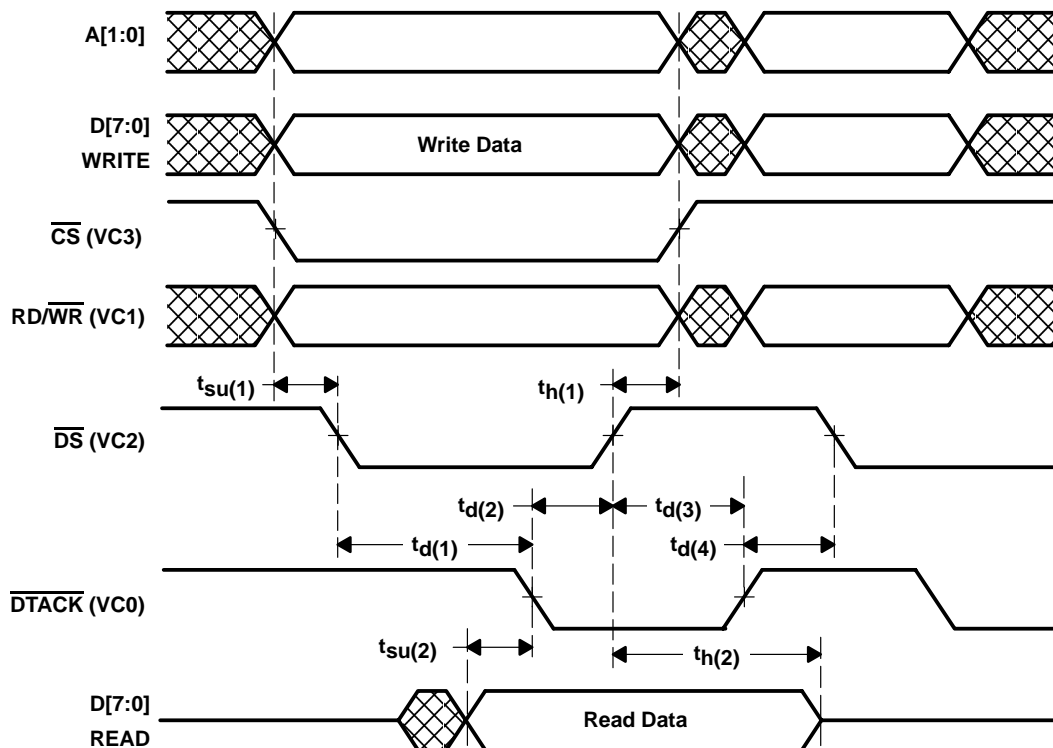 A[1:0]
D[7:0]
WRITE
Write Data
CS (VC3)
RD/WR (VC1)
tsu(1)
th(1)
DS (VC2)
td(2)
td(3)
td(1)
td(4)
DTACK (VC0)
tsu(2)
th(2)
D[7:0]
READ
Read Data